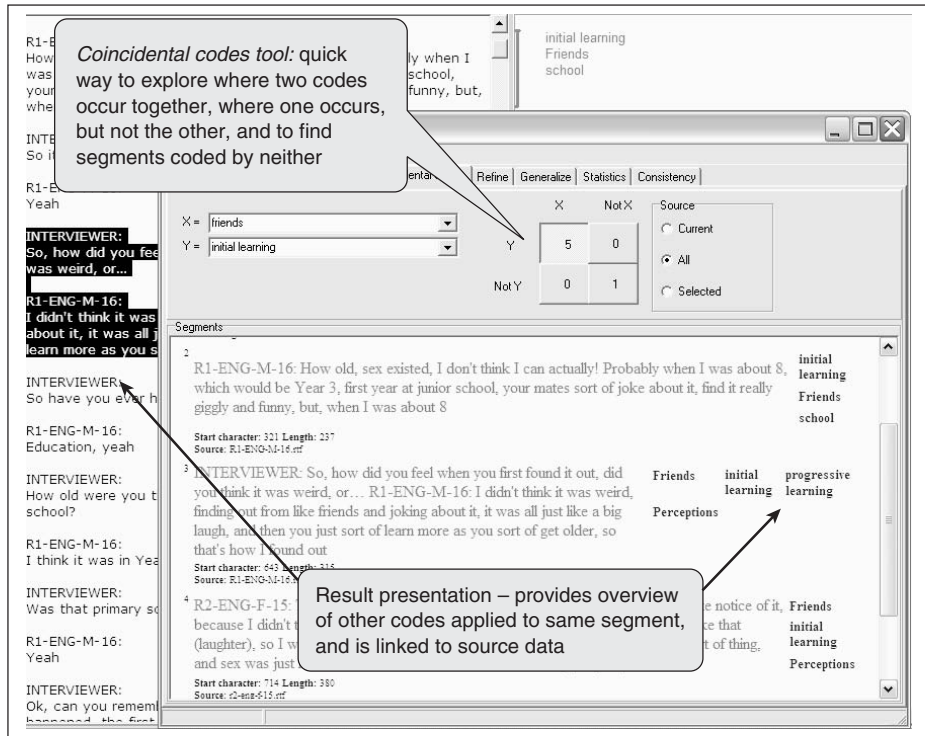 Coincidental codes tool: quick
way to explore where two codes
occur together, where one occurs,
but not the other, and to find
segments coded by neither
initial learning
Friends
school
R1-E
How
was
your
whe
ly when I
school,
funny, but,
INTE
So it
R1-E
Yeah
INTERVIEWER:
So, how did you fee
was weird, or...
R1-ENG-M-16:
I didn't think it was
about it, it was all j
learn more as you s
INTERVIEWER:
So have you ever h
R1-ENG-M-16:
Education, yeah
INTERVIEWER:
How old were you t
school?
R1-ENG-M-16:
I think it was in Yea
INTERVIEWER:
Was that primary sc
R1-ENG-M-16:
Yeah
INTERVIEWER:
Ok, can you rememb
happened, the first
Refine Generalize Statistics Consistency
X = friends
Y = initial learning
X Not X
Y 5 0
Not Y 0 1
Source
Current
All
Selected
Segments
2
R1-ENG-M-16: How old, sex existed, I don't think I can actually! Probably when I was about 8,
which would be Year 3, first year at junior school, your mates sort of joke about it, find it really
giggly and funny, but, when I was about 8
initial
learning
Friends
school
Start character: 321 Length: 237
Source: R1-ENG-M-16.rtf
3 INTERVIEWER: So, how did you feel when you first found it out, did
you think it was weird, or… R1-ENG-M-16: I didn't think it was weird,
finding out from like friends and joking about it, it was all just like a big
laugh, and then you just sort of learn more as you sort of get older, so
that's how I found out
Friends initial learning progressive learning
Perceptions
Start character: 643 Length: 315
Source: R1-ENG-M-16.
Result presentation – provides overview
of other codes applied to same segment,
and is linked to source data
4 R2-ENG-F-15:
because I didn't t
(laughter), so I w
and sex was just
e notice of it,
ke that
t of thing,
Friends
initial
learning
Perceptions
Start character: 714 Length: 380
Source: r2-eng-f-15.rtf